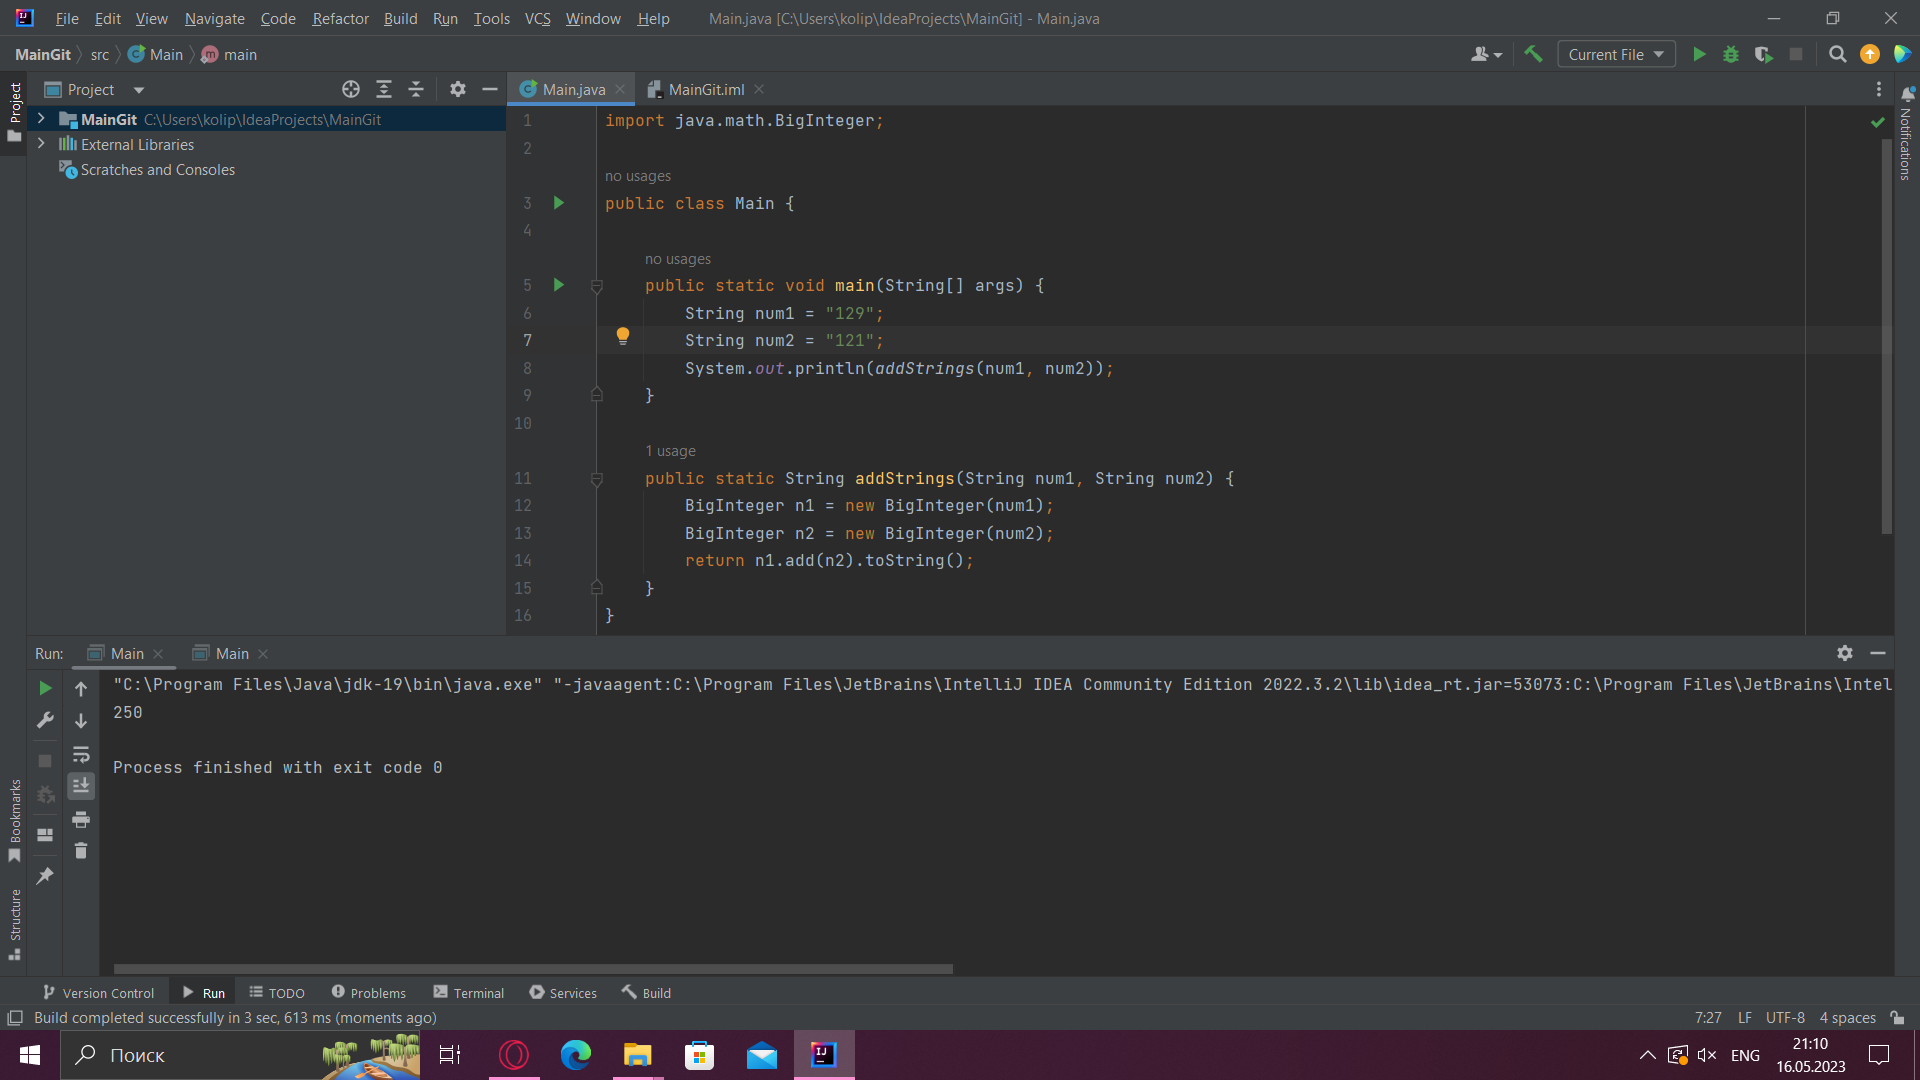 File Edit View Navigate Code Refactor Build Run Tools VCS Window Help Main.java [C:\Users\kolip\IdeaProjects\MainGit] - Main.java
MainGit src Main main Current File
Project
Main.java MainGit.iml
MainGit C:\Users\kolip\IdeaProjects\MainGit
External Libraries
Scratches and Consoles
Project
Bookmarks
Structure
Notifications
1 import java.math.BigInteger;
2
no usages
3 public class Main {
4
no usages
5 public static void main(String[] args) {
6 String num1 = "129";
7 String num2 = "121";
8 System.out.println(addStrings(num1, num2));
9 }
10
1 usage
11 public static String addStrings(String num1, String num2) {
12 BigInteger n1 = new BigInteger(num1);
13 BigInteger n2 = new BigInteger(num2);
14 return n1.add(n2).toString();
15 }
16 }
Run: Main Main
"C:\Program Files\Java\jdk-19\bin\java.exe" "-javaagent:C:\Program Files\JetBrains\IntelliJ IDEA Community Edition 2022.3.2\lib\idea_rt.jar=53073:C:\Program Files\JetBrains\Intel
250
Process finished with exit code 0
Version Control Run TODO Problems Terminal Services Build
Build completed successfully in 3 sec, 613 ms (moments ago) 7:27 LF UTF-8 4 spaces
Поиск ENG 21:10
16.05.2023